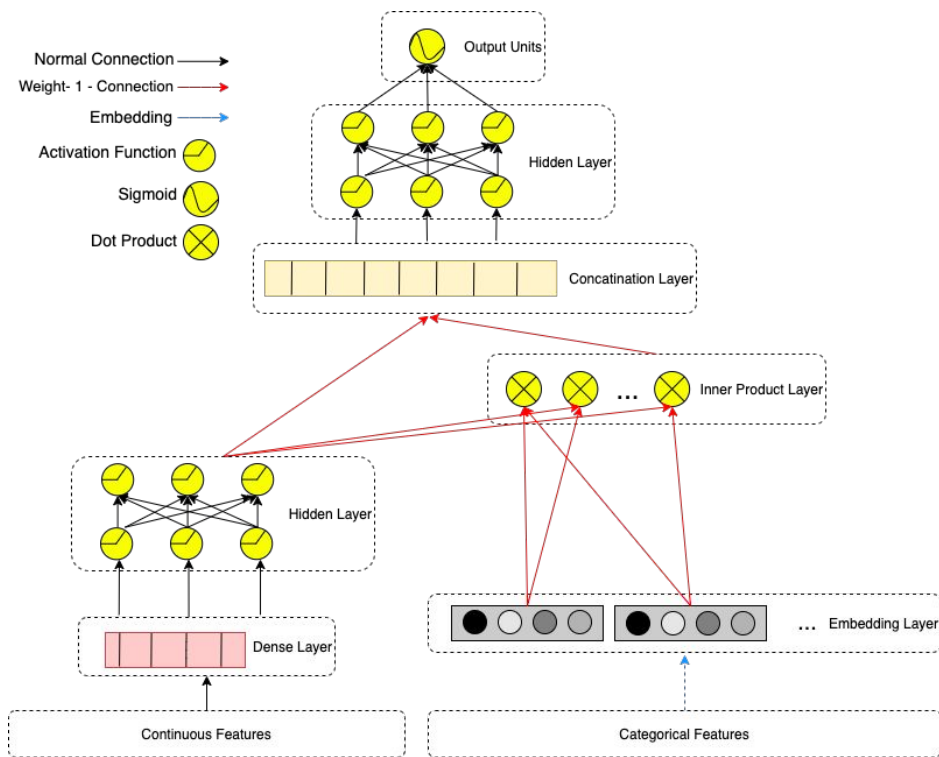 Output Units
Normal Connection
Weight- 1 - Connection
Embedding
Activation Function
Hidden Layer
Sigmoid
Dot Product
Concatination Layer
... Inner Product Layer
Hidden Layer
... Embedding Layer
Dense Layer
Continuous Features
Categorical Features